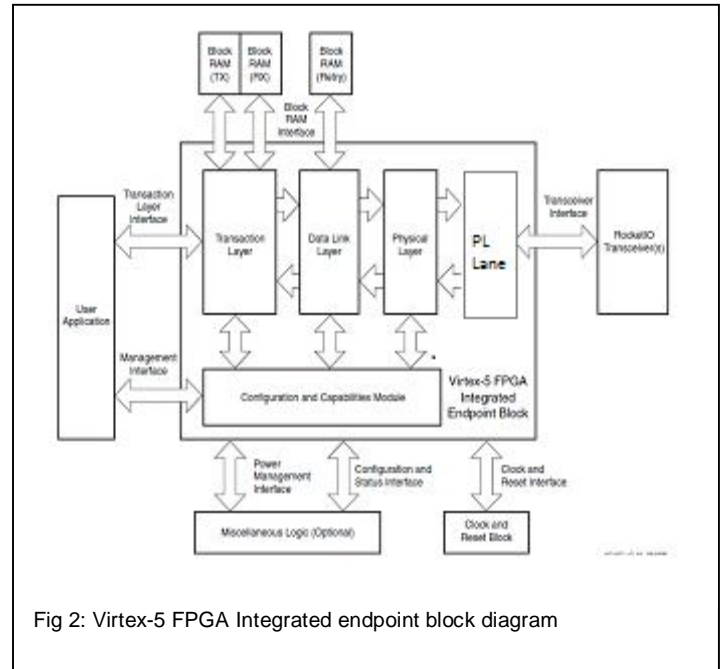 Block
RAM
(TX)
Block
RAM
(RX)
Block
RAM
(Retry)
Block
RAM
Interface
Transaction
Layer
Interface
Transaction
Layer
Data Link
Layer
Physical
Layer
PL
Lane
Transceiver
Interface
RocketIO
Transceiver(s)
User
Application
Management
Interface
Configuration and Capabilities Module
Virtex-5 FPGA
Integrated
Endpoint Block
Power
Management
Interface
Configuration and
Status Interface
Clock and
Reset Interface
Miscellaneous Logic (Optional)
Clock and
Reset Block
Fig 2: Virtex-5 FPGA Integrated endpoint block diagram